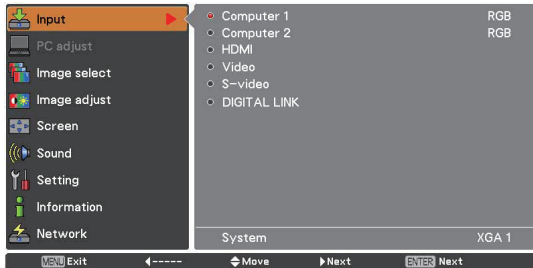 Input
PC adjust
Image select
Image adjust
Screen
Sound
Setting
Information
Network
Computer 1 RGB
Computer 2 RGB
HDMI
Video
S-video
DIGITAL LINK
System XGA 1
MENU Exit ◀----- Move ▶Next ENTER Next